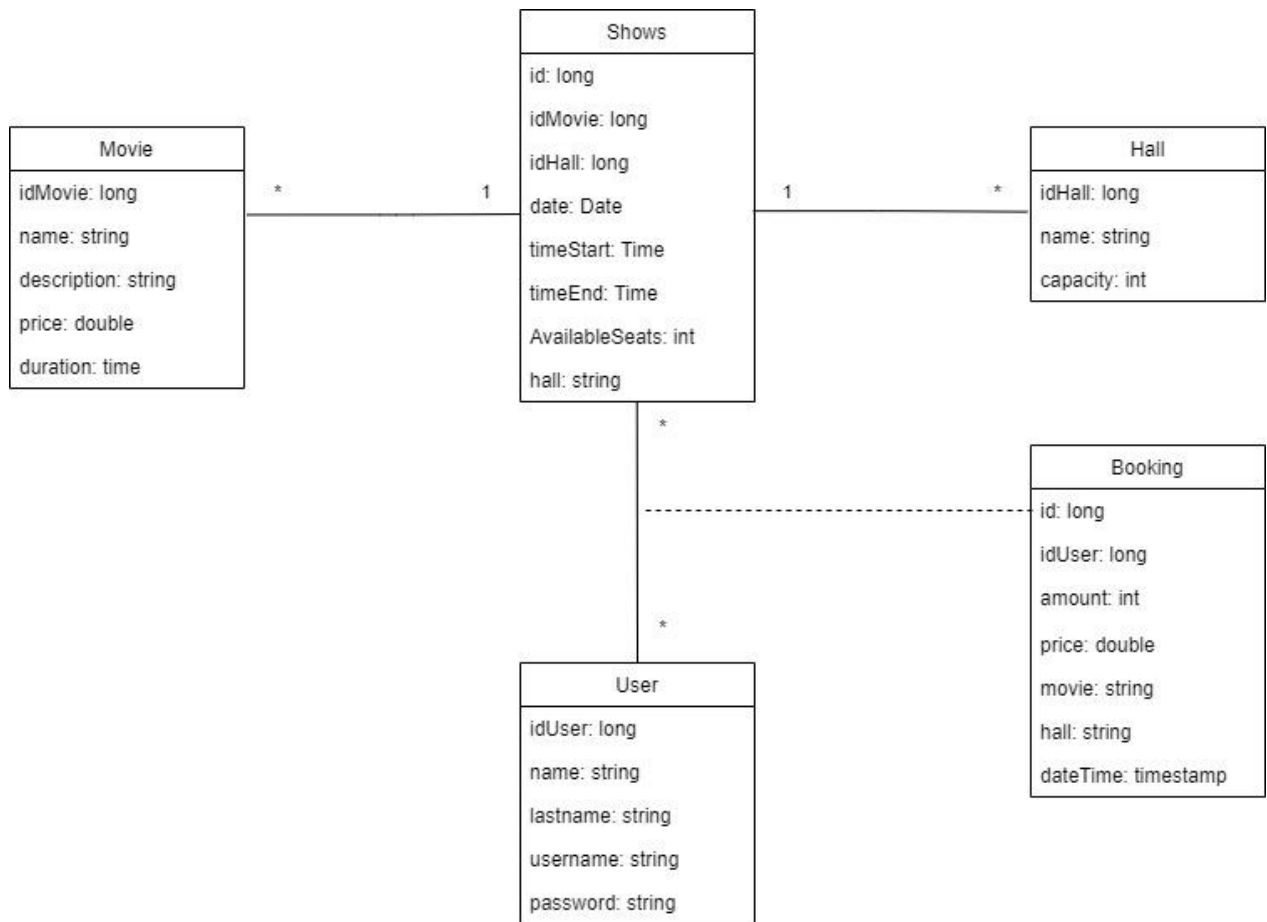 Shows
id: long
idMovie: long
idHall: long
date: Date
timeStart: Time
timeEnd: Time
AvailableSeats: int
hall: string
Movie
idMovie: long
name: string
description: string
price: double
duration: time
*
1
1
*
Hall
idHall: long
name: string
capacity: int
*
*
Booking
id: long
idUser: long
amount: int
price: double
movie: string
hall: string
dateTime: timestamp
User
idUser: long
name: string
lastname: string
username: string
password: string